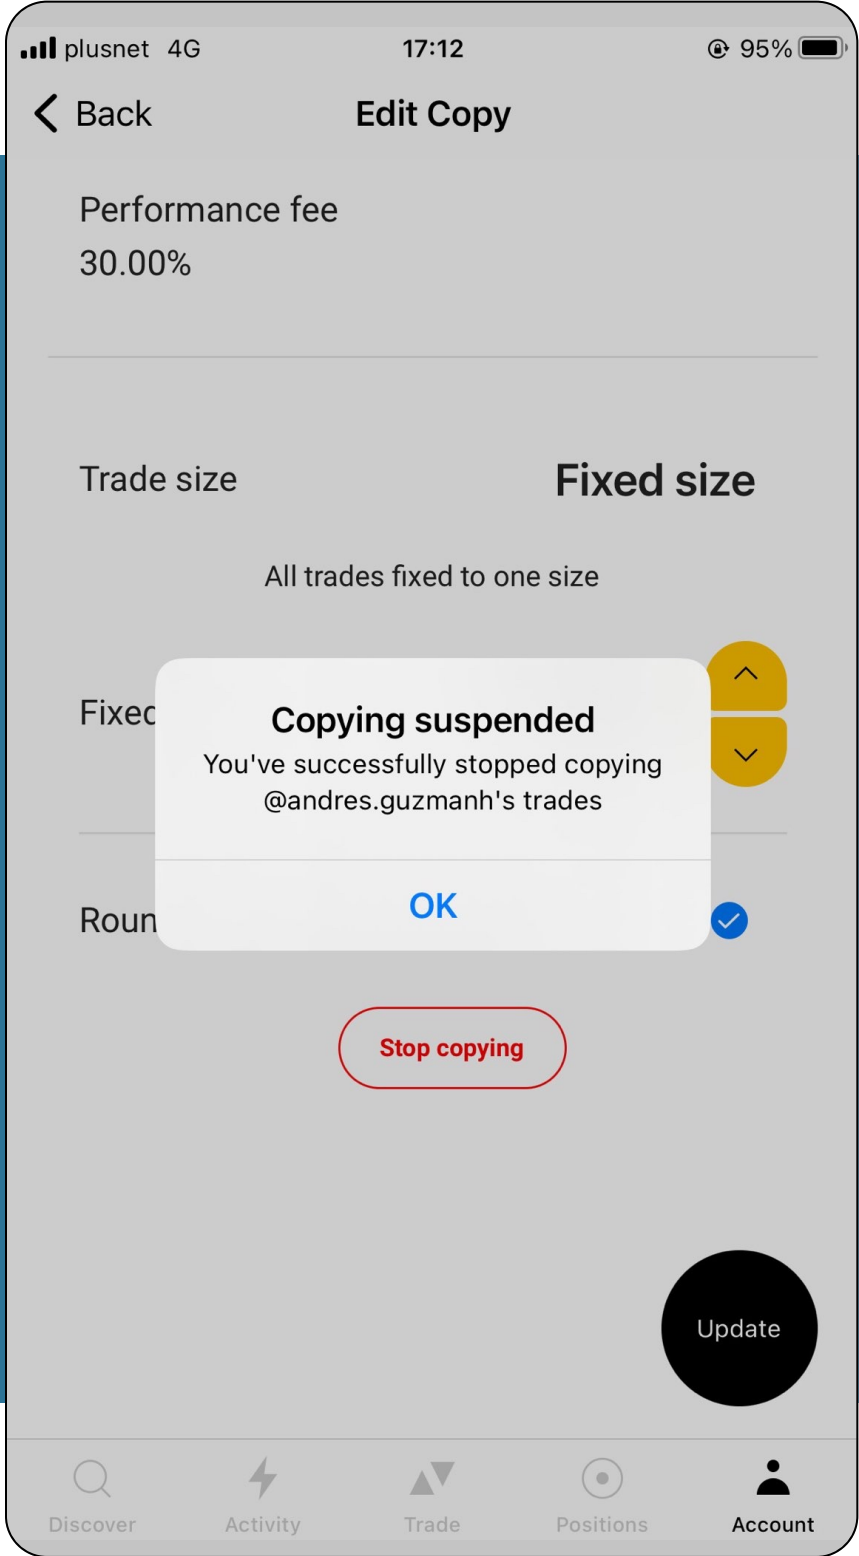 plusnet 4G 17:12 95%
Back Edit Copy
Performance fee
30.00%
Trade size Fixed size
All trades fixed to one size
Fixed
Copying suspended
You've successfully stopped copying
@andres.guzmanh's trades
OK
Roun
Stop copying
Update
Discover Activity Trade Positions Account